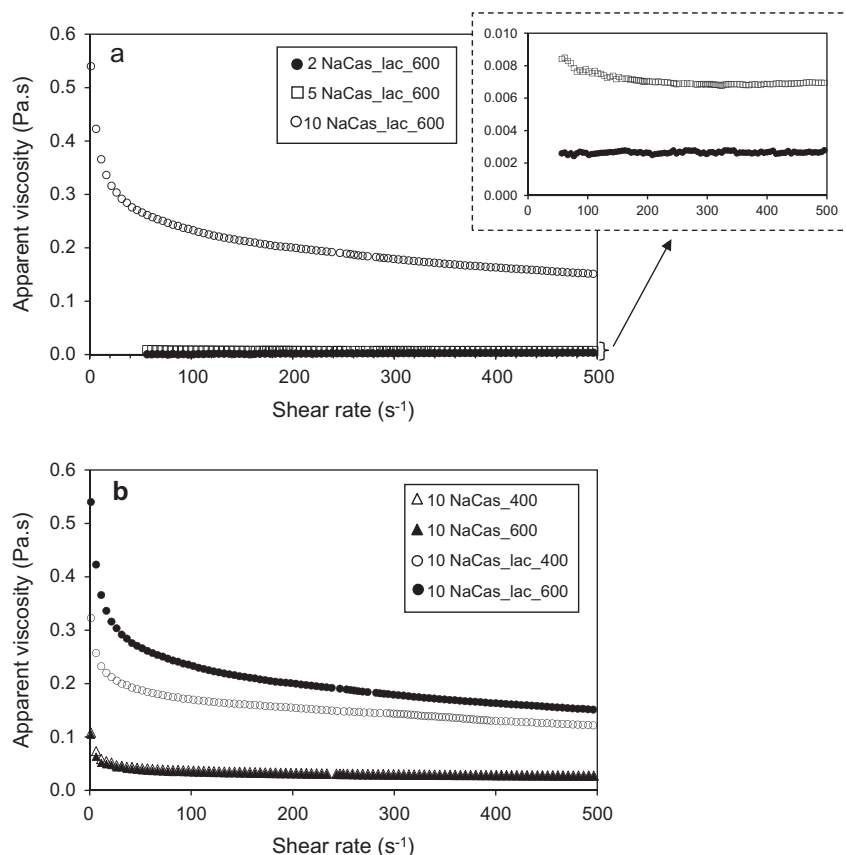 a
0.6
0.5
0.4
0.3
0.2
0.1
0.0
Apparent viscosity (Pa.s)
2 NaCas_lac_600
5 NaCas_lac_600
10 NaCas_lac_600
0.010
0.008
0.006
0.004
0.002
0.000
0 100 200 300 400 500
0 100 200 300 400 500
Shear rate (s⁻¹)
b
0.6
0.5
0.4
0.3
0.2
0.1
0.0
Apparent viscosity (Pa.s)
10 NaCas_400
10 NaCas_600
10 NaCas_lac_400
10 NaCas_lac_600
0 100 200 300 400 500
Shear rate (s⁻¹)